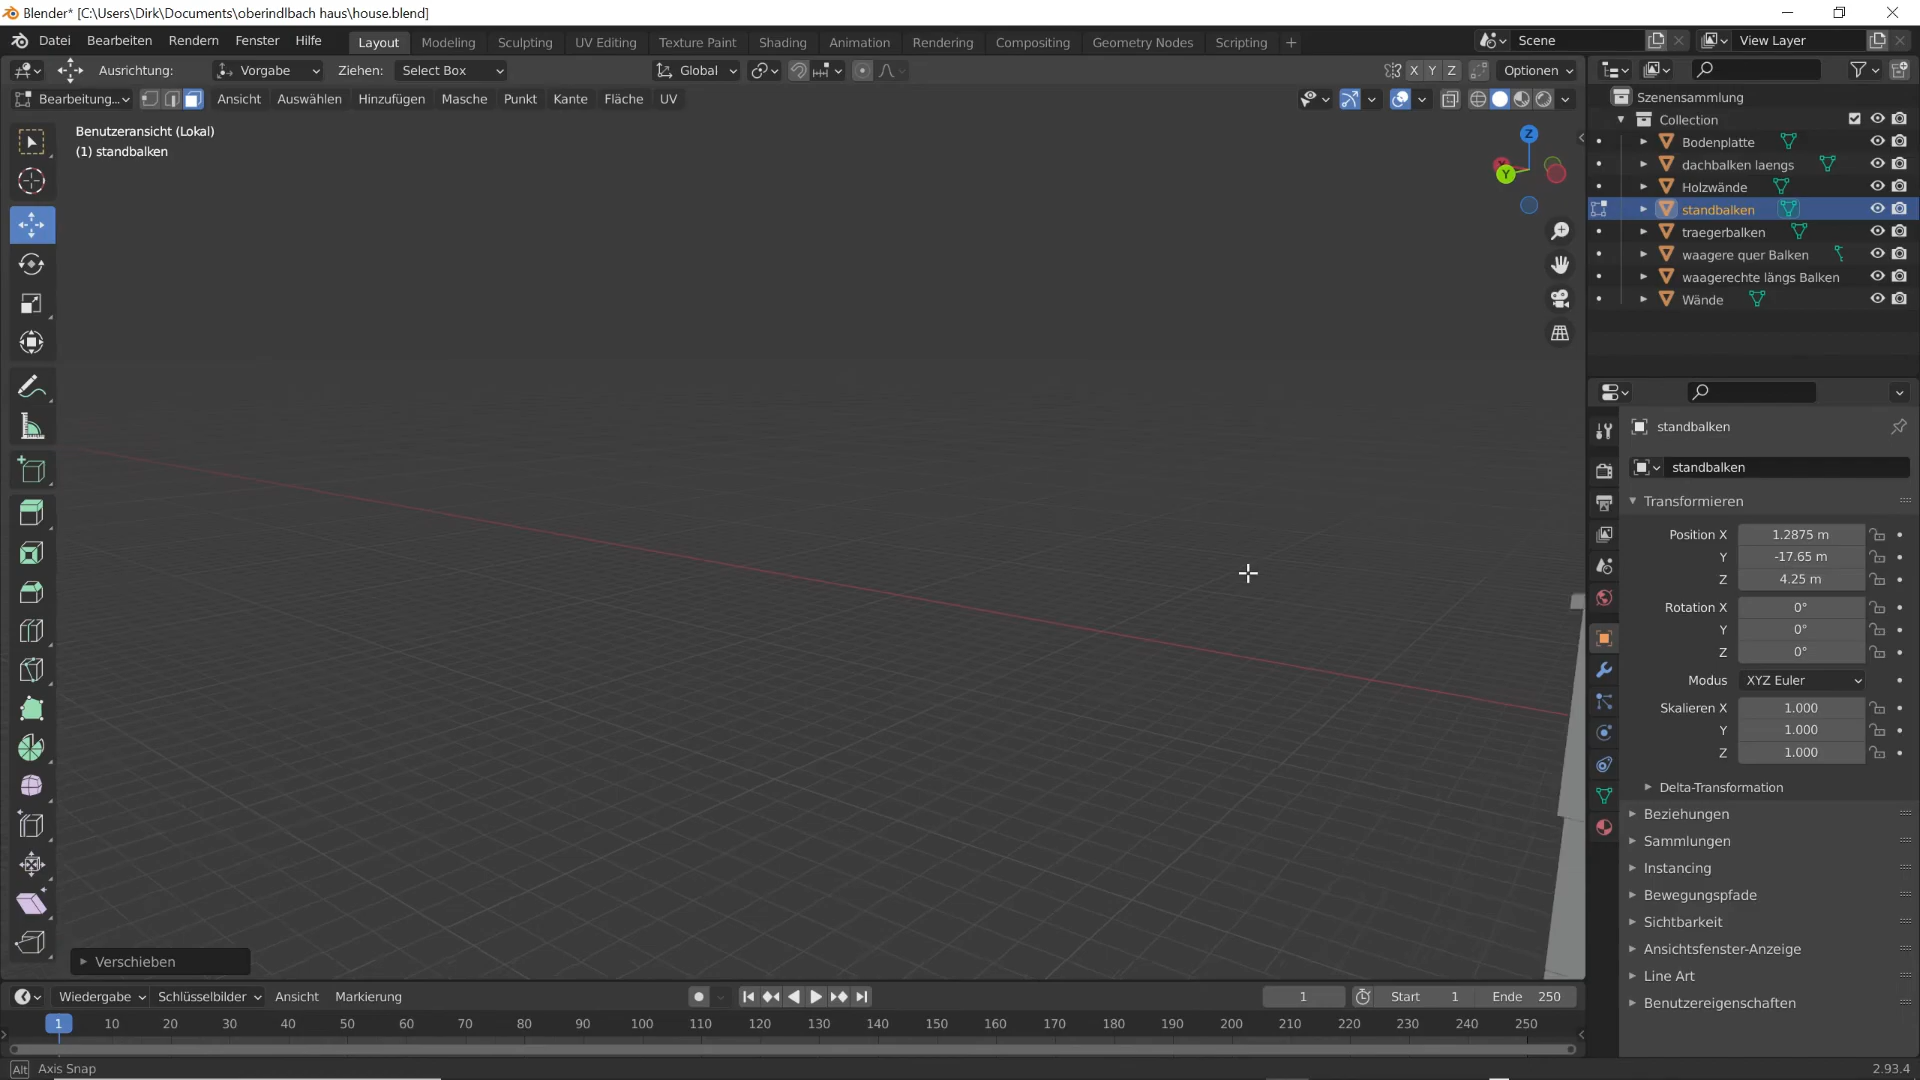 Blender* [C:\Users\Dirk\Documents\oberindlbach haus\house.blend]
Datei Bearbeiten Rendern Fenster Hilfe Layout Modeling Sculpting UV Editing Texture Paint Shading Animation Rendering Compositing Geometry Nodes Scripting + Scene View Layer
Ausrichtung: Vorgabe Ziehen: Select Box Global X Y Z Optionen
Bearbeitung... Ansicht Auswählen Hinzufügen Masche Punkt Kante Fläche UV
Benutzeransicht (Lokal)
(1) standbalken
Z
Y
Szenensammlung
Collection
Bodenplatte
dachbalken laengs
Holzwände
standbalken
traegerbalken
waagere quer Balken
waagerechte längs Balken
Wände
standbalken
standbalken
Transformieren
Position X 1.2875 m
Y -17.65 m
Z 4.25 m
Rotation X 0°
Y 0°
Z 0°
Modus XYZ Euler
Skalieren X 1.000
Y 1.000
Z 1.000
Delta-Transformation
Beziehungen
Sammlungen
Instancing
Bewegungspfade
Sichtbarkeit
Ansichtsfenster-Anzeige
Line Art
Benutzereigenschaften
Verschieben
Wiedergabe Schlüsselbilder Ansicht Markierung 1 Start 1 Ende 250
1 10 20 30 40 50 60 70 80 90 100 110 120 130 140 150 160 170 180 190 200 210 220 230 240 250
Alt Axis Snap 2.93.4